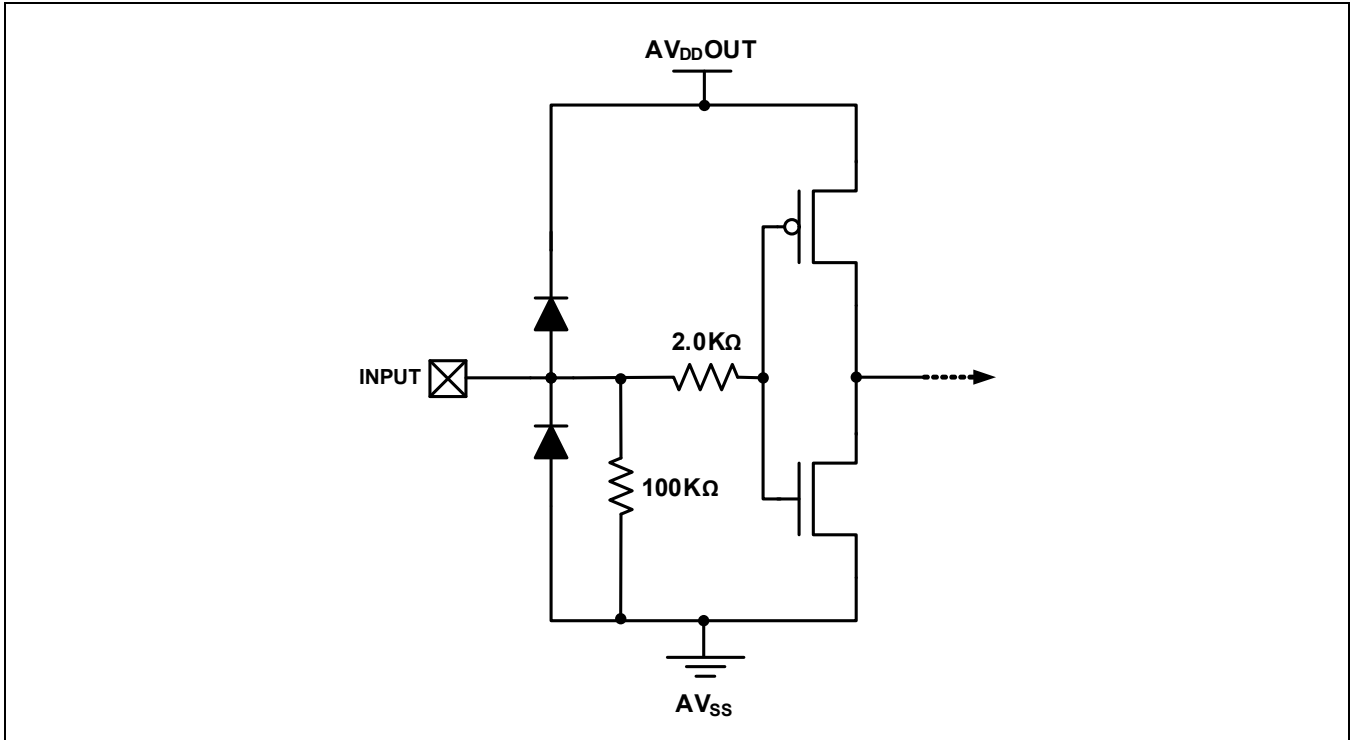 AVDDOUT
2.0KΩ
INPUT
100KΩ
AVSS